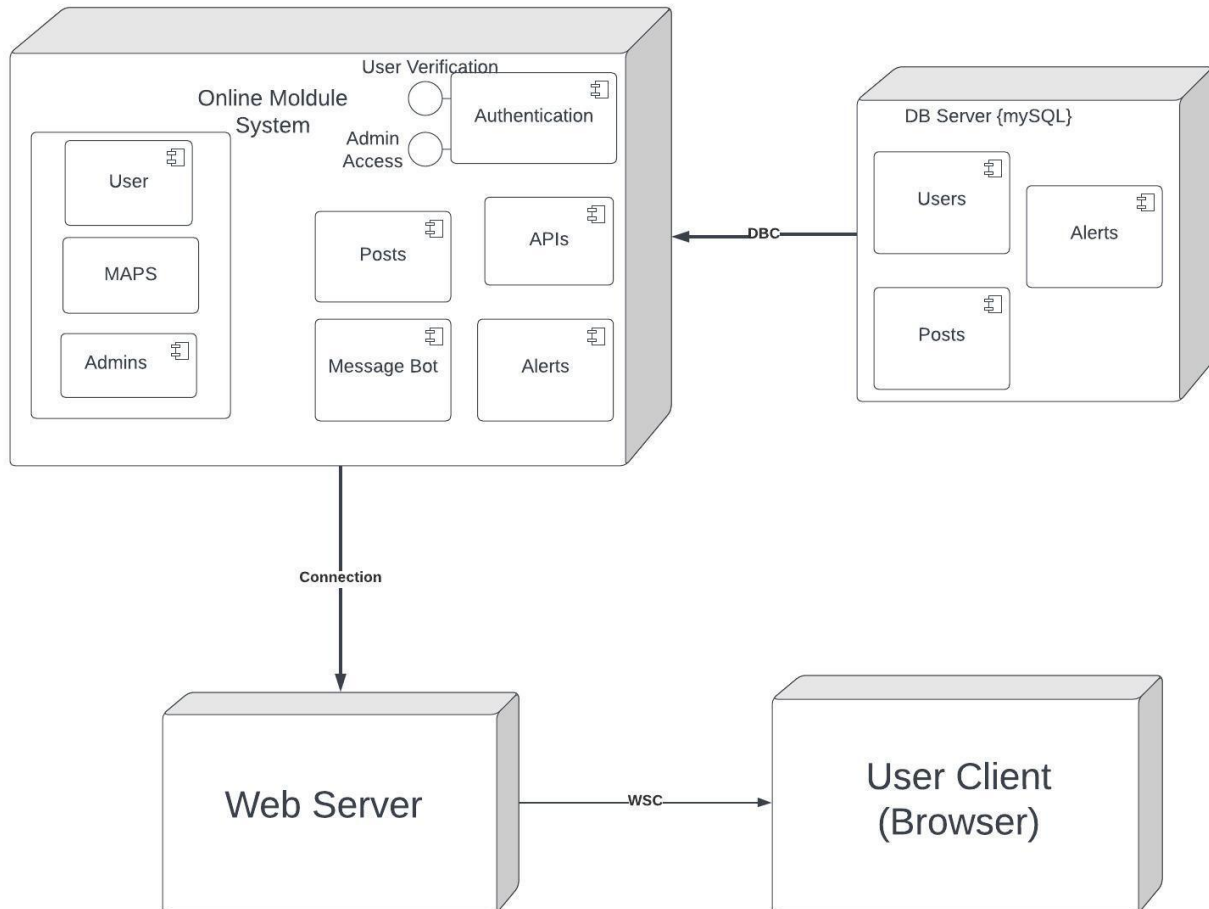 User Verification
Online Moldule
System
Authentication
Admin
Access
User
MAPS
Admins
Posts
APIs
Message Bot
Alerts
DBC
DB Server {mySQL}
Users
Alerts
Posts
Connection
Web Server
WSC
User Client
(Browser)